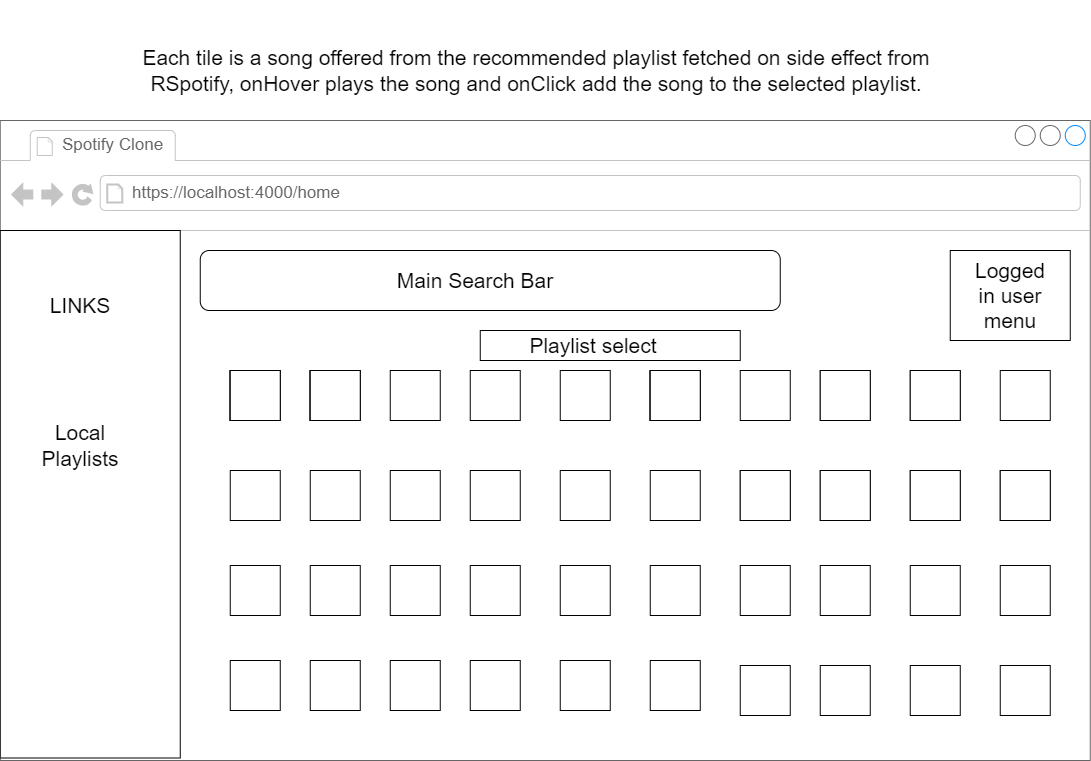 Each tile is a song offered from the recommended playlist fetched on side effect from
RSpotify, onHover plays the song and onClick add the song to the selected playlist.
Spotify Clone
https://localhost:4000/home
LINKS
Local
Playlists
Main Search Bar
Logged
in user
menu
Playlist select